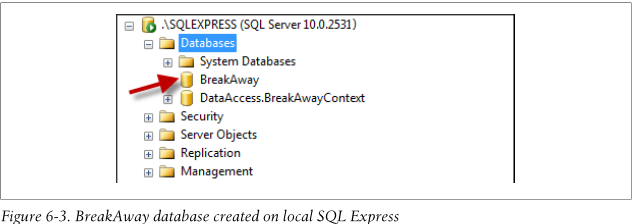 .\SQLEXPRESS (SQL Server 10.0.2531)
Databases
System Databases
BreakAway
DataAccess.BreakAwayContext
Security
Server Objects
Replication
Management
Figure 6-3. BreakAway database created on local SQL Express